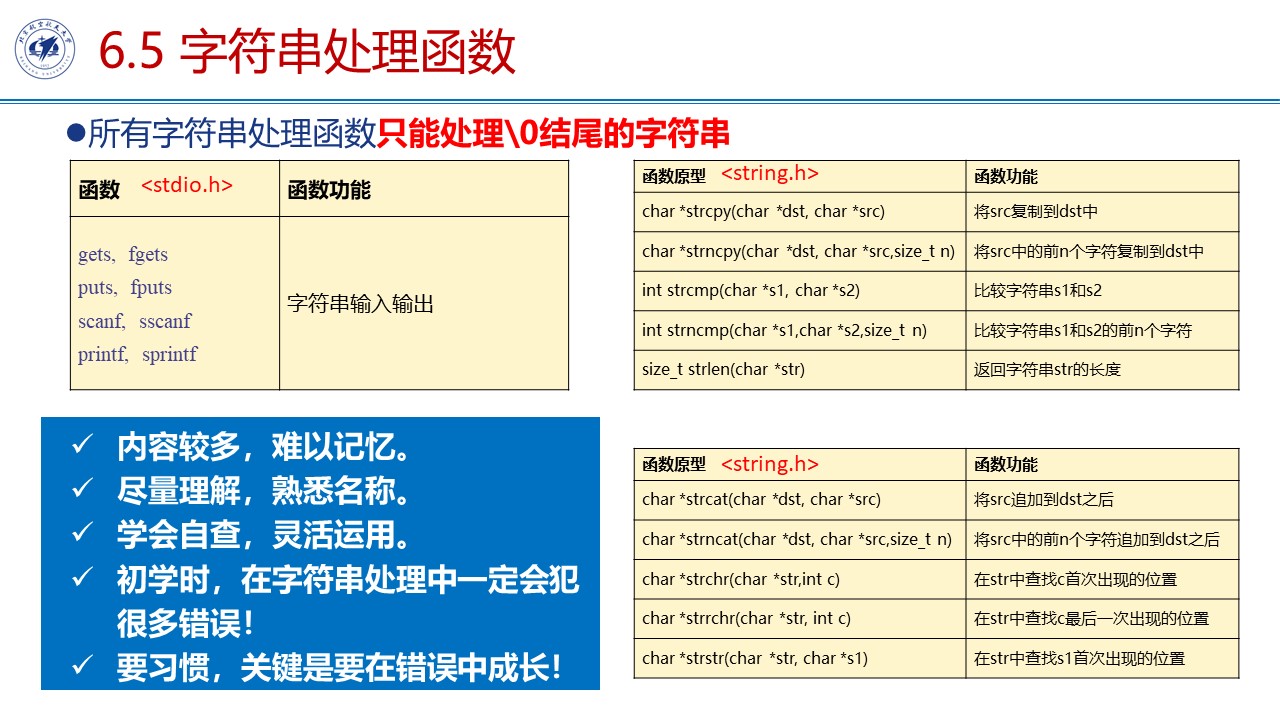 6.5 字符串处理函数
●所有字符串处理函数只能处理\0结尾的字符串
函数 <stdio.h> 函数功能
gets, fgets
puts, fputs
scanf, sscanf
printf, sprintf
字符串输入输出
函数原型 <string.h> 函数功能
char *strcpy(char *dst, char *src) 将src复制到dst中
char *strncpy(char *dst, char *src,size_t n) 将src中的前n个字符复制到dst中
int strcmp(char *s1, char *s2) 比较字符串s1和s2
int strncmp(char *s1,char *s2,size_t n) 比较字符串s1和s2的前n个字符
size_t strlen(char *str) 返回字符串str的长度
✓ 内容较多，难以记忆。
✓ 尽量理解，熟悉名称。
✓ 学会自查，灵活运用。
✓ 初学时，在字符串处理中一定会犯
很多错误！
✓ 要习惯，关键是要在错误中成长！
函数原型 <string.h> 函数功能
char *strcat(char *dst, char *src) 将src追加到dst之后
char *strncat(char *dst, char *src,size_t n) 将src中的前n个字符追加到dst之后
char *strchr(char *str,int c) 在str中查找c首次出现的位置
char *strrchr(char *str, int c) 在str中查找c最后一次出现的位置
char *strstr(char *str, char *s1) 在str中查找s1首次出现的位置